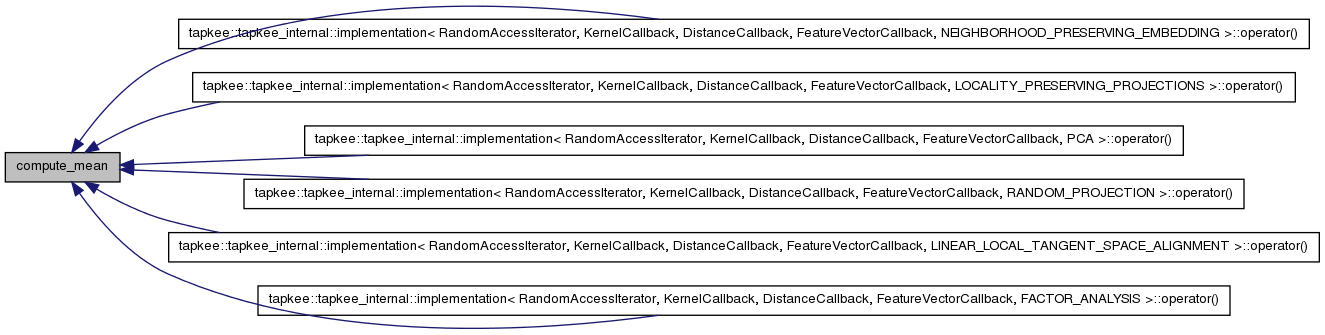 tapkee::tapkee_internal::implementation< RandomAccessIterator, KernelCallback, DistanceCallback, FeatureVectorCallback, NEIGHBORHOOD_PRESERVING_EMBEDDING >::operator()
tapkee::tapkee_internal::implementation< RandomAccessIterator, KernelCallback, DistanceCallback, FeatureVectorCallback, LOCALITY_PRESERVING_PROJECTIONS >::operator()
tapkee::tapkee_internal::implementation< RandomAccessIterator, KernelCallback, DistanceCallback, FeatureVectorCallback, PCA >::operator()
compute_mean
tapkee::tapkee_internal::implementation< RandomAccessIterator, KernelCallback, DistanceCallback, FeatureVectorCallback, RANDOM_PROJECTION >::operator()
tapkee::tapkee_internal::implementation< RandomAccessIterator, KernelCallback, DistanceCallback, FeatureVectorCallback, LINEAR_LOCAL_TANGENT_SPACE_ALIGNMENT >::operator()
tapkee::tapkee_internal::implementation< RandomAccessIterator, KernelCallback, DistanceCallback, FeatureVectorCallback, FACTOR_ANALYSIS >::operator()